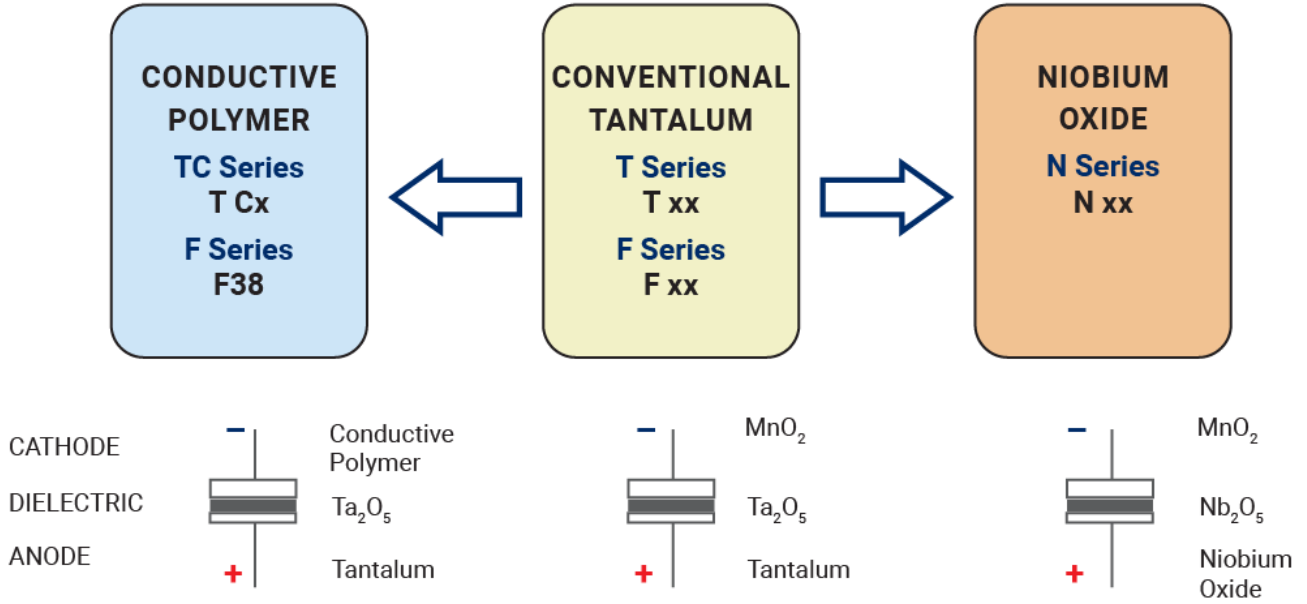 CONDUCTIVE
POLYMER
TC Series
T Cx
F Series
F38
CONVENTIONAL
TANTALUM
T Series
T xx
F Series
F xx
NIOBIUM
OXIDE
N Series
N xx
CATHODE
DIELECTRIC
ANODE
−
Conductive
Polymer
Ta₂O₅
+
Tantalum
−
MnO₂
Ta₂O₅
+
Tantalum
−
MnO₂
Nb₂O₅
+
Niobium
Oxide